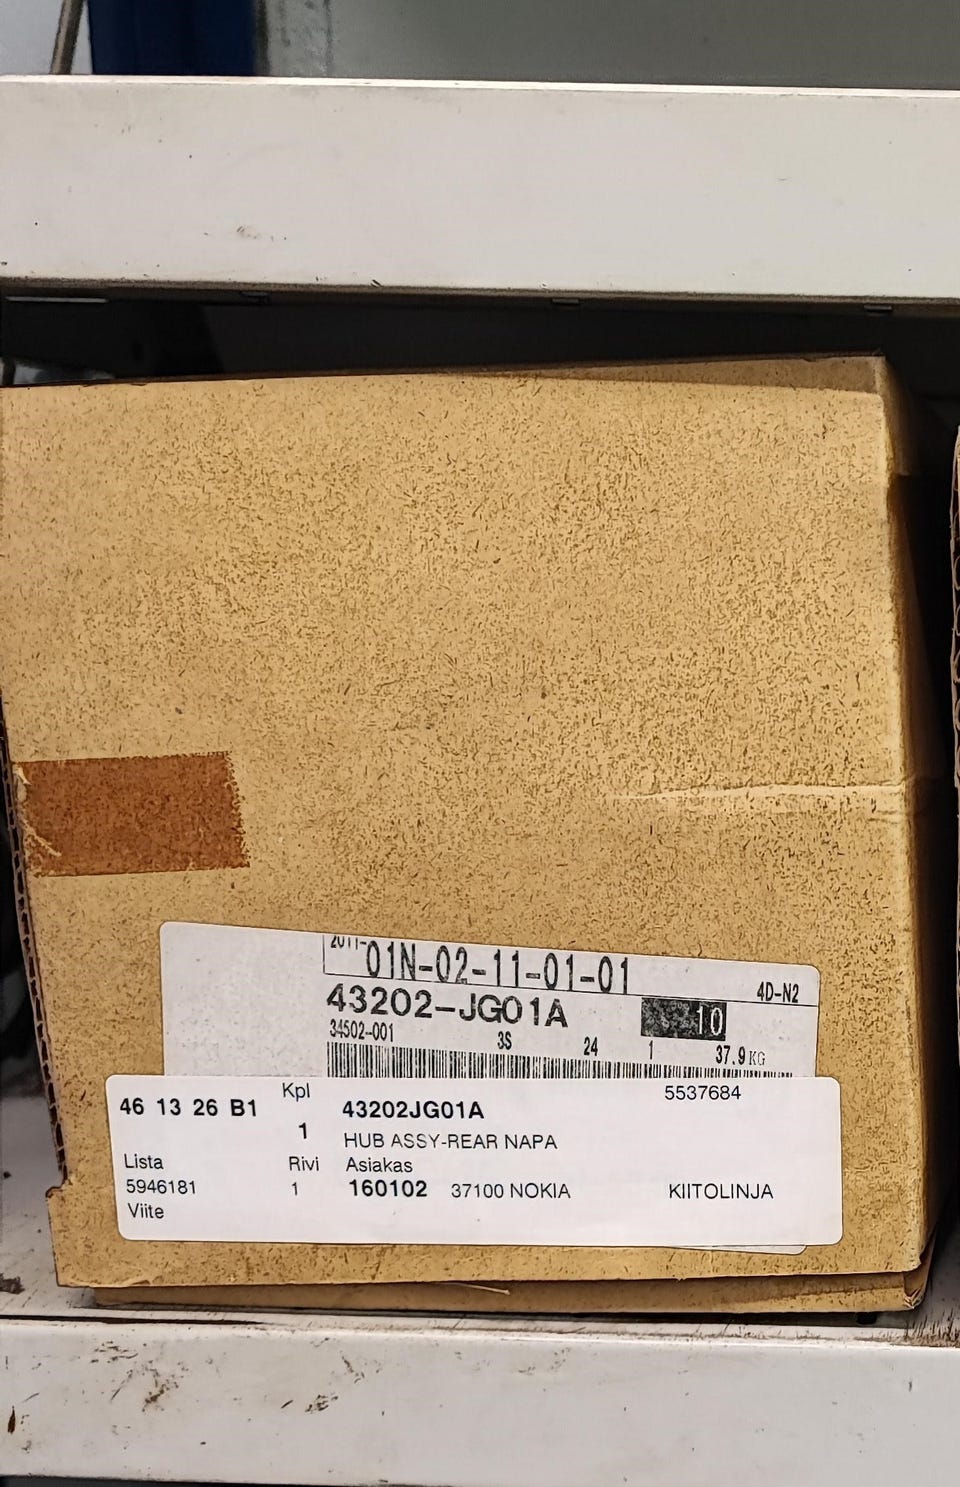 2011-01N-02-11-01-01
4D-N2
43202-JG01A 10
34502-001 3S 24 1 37.9KG
46 13 26 B1 Kpl 43202JG01A 5537684
1 HUB ASSY-REAR NAPA
Lista Rivi Asiakas
5946181 1 160102 37100 NOKIA KIITOLINJA
Viite